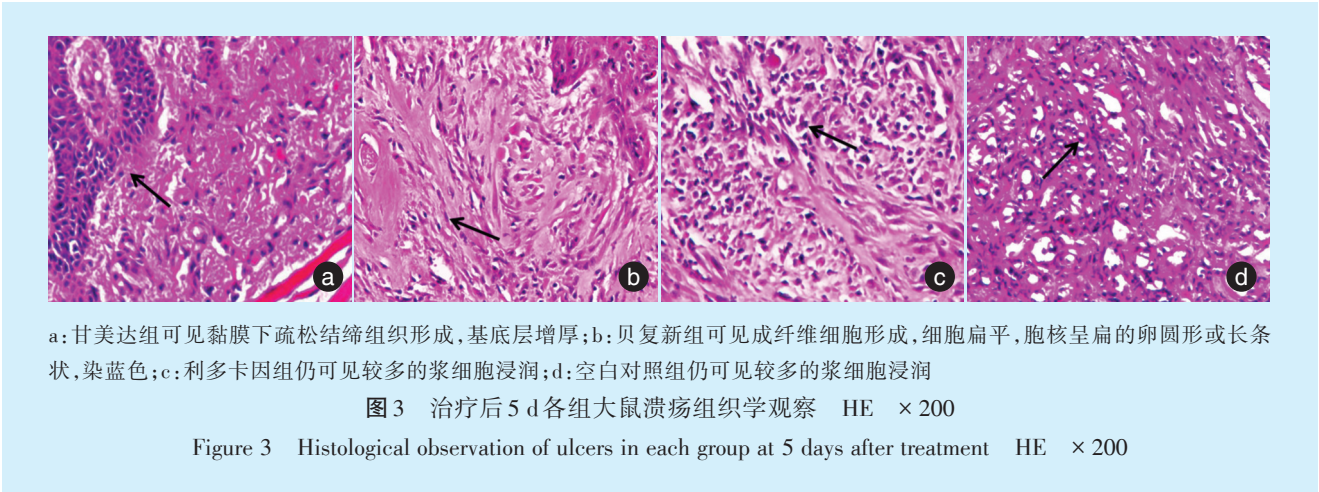 a
b
c
d
a:甘美达组可见黏膜下疏松结缔组织形成,基底层增厚;b:贝复新组可见成纤维细胞形成,细胞扁平,胞核呈扁的卵圆形或长条
状,染蓝色;c:利多卡因组仍可见较多的浆细胞浸润;d:空白对照组仍可见较多的浆细胞浸润
图3 治疗后5 d各组大鼠溃疡组织学观察 HE ×200
Figure 3 Histological observation of ulcers in each group at 5 days after treatment HE ×200